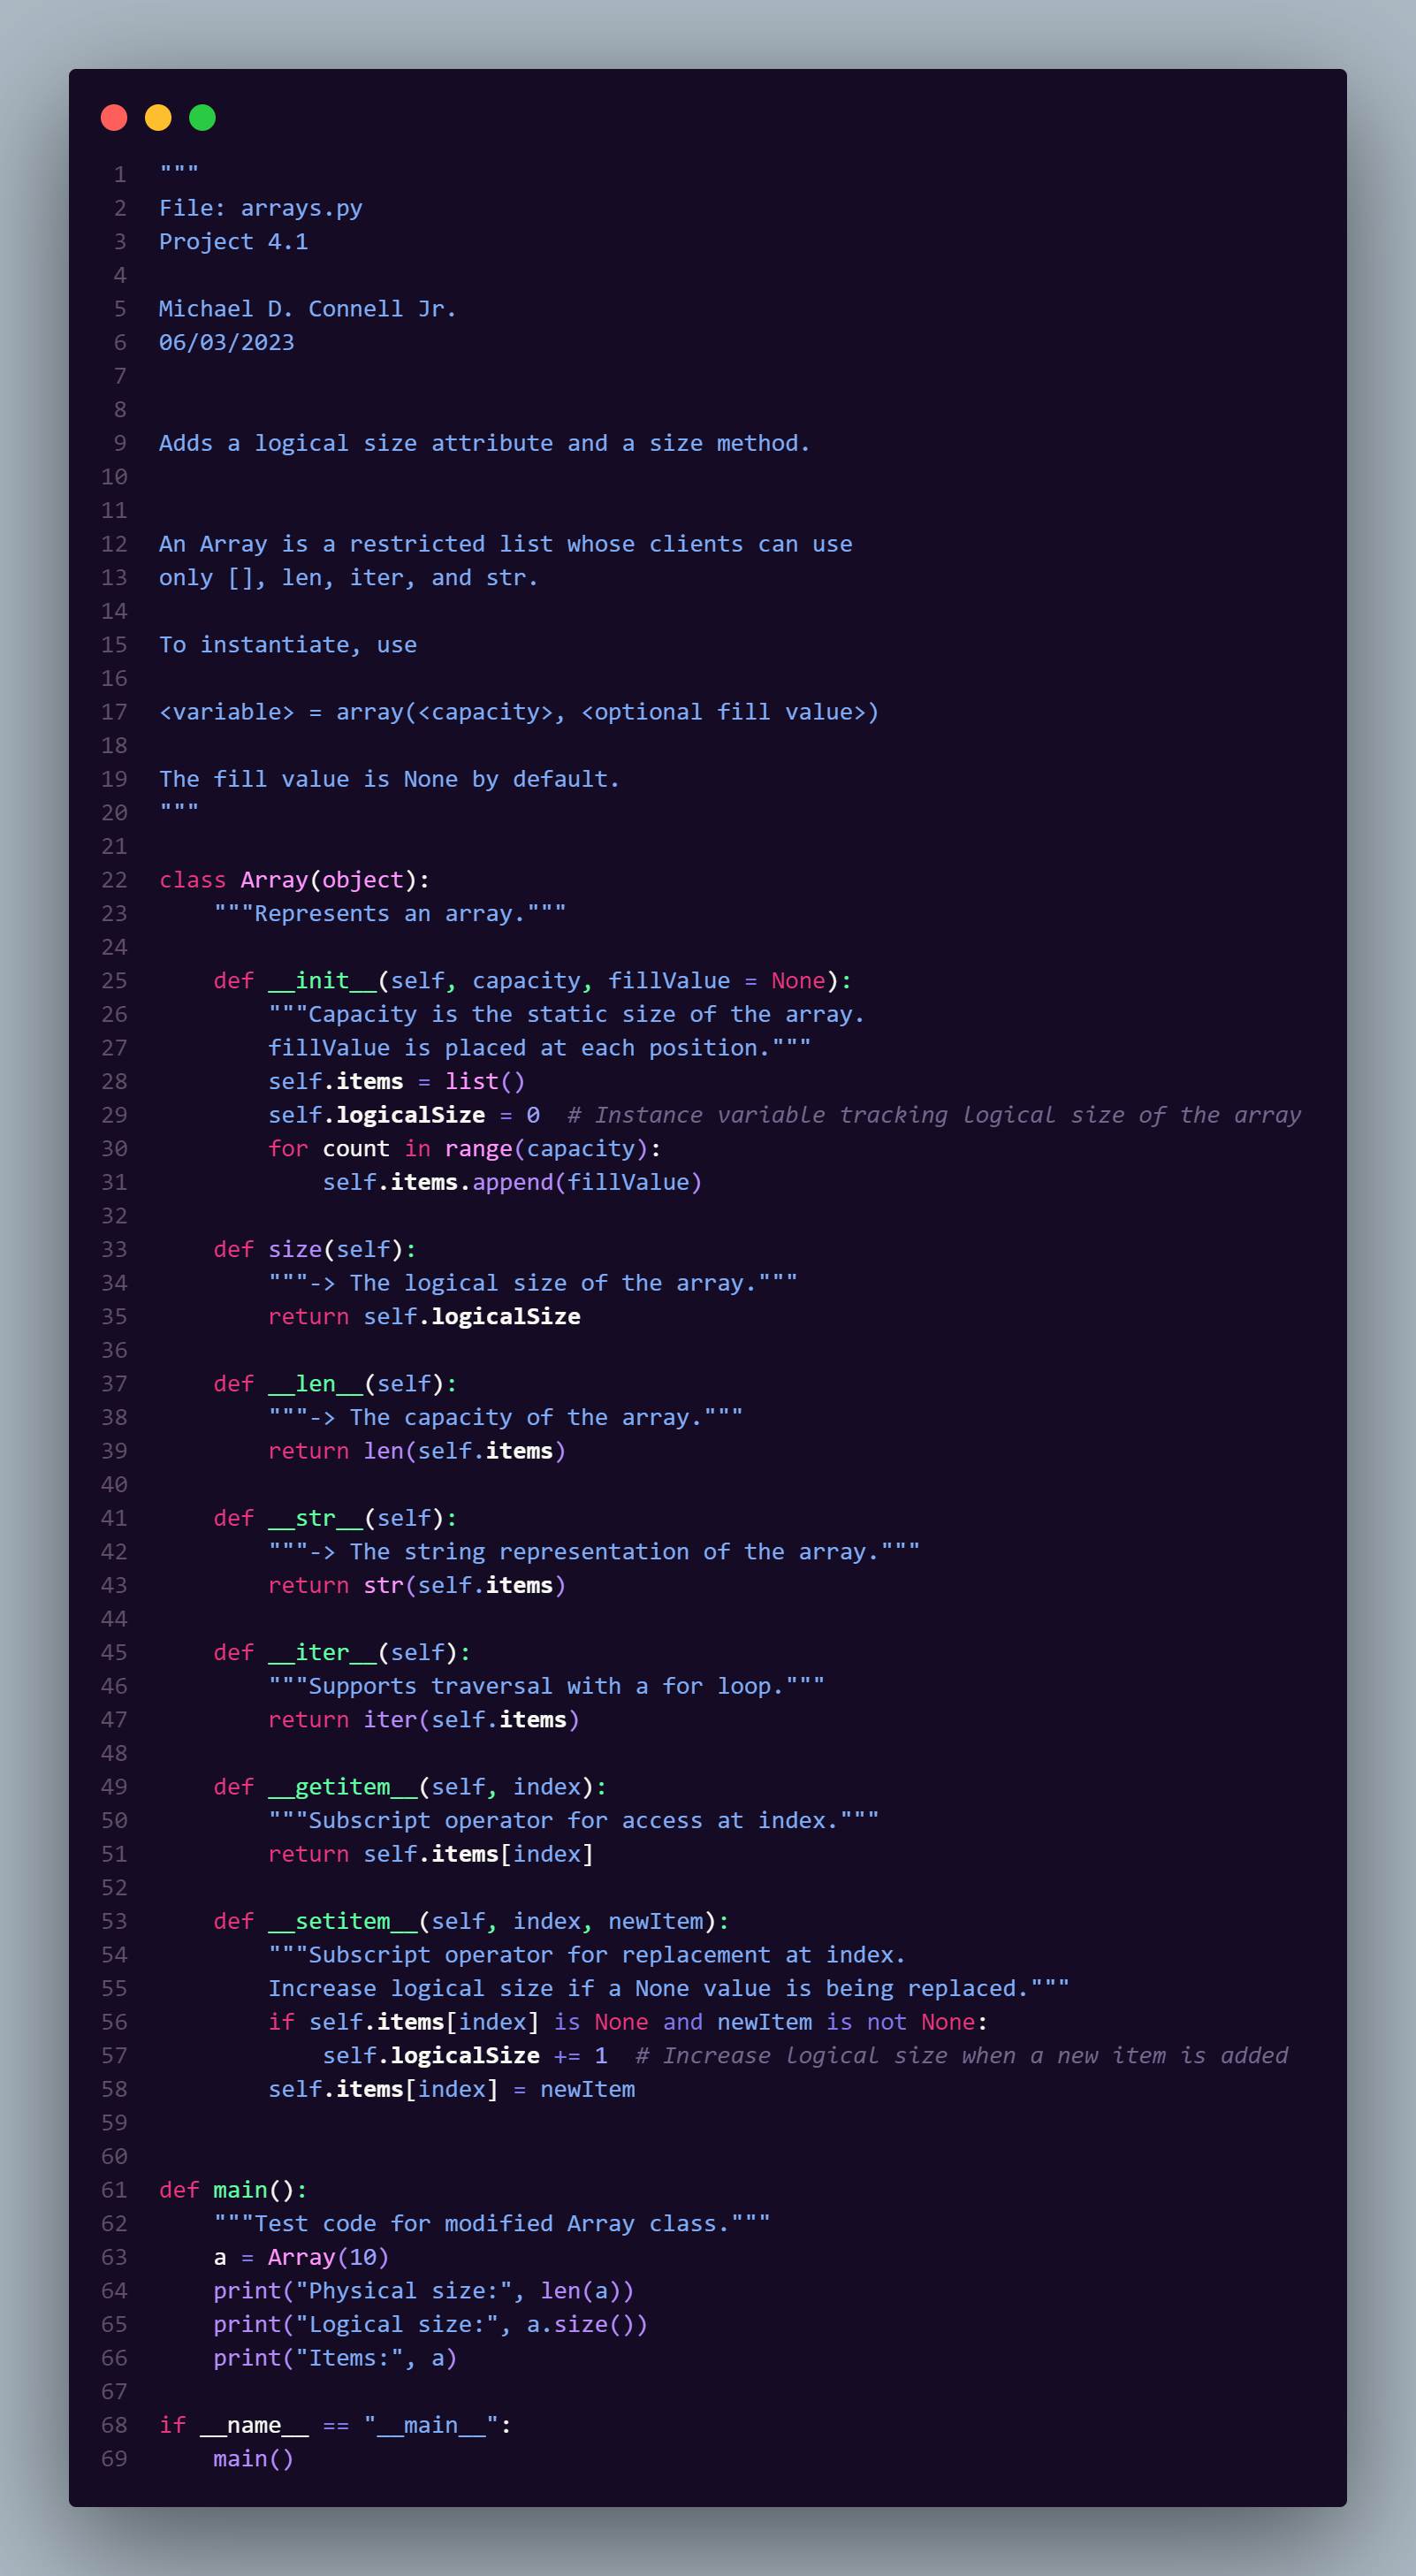 1 """
2 File: arrays.py
3 Project 4.1
4
5 Michael D. Connell Jr.
6 06/03/2023
7
8
9 Adds a logical size attribute and a size method.
10
11
12 An Array is a restricted list whose clients can use
13 only [], len, iter, and str.
14
15 To instantiate, use
16
17 <variable> = array(<capacity>, <optional fill value>)
18
19 The fill value is None by default.
20 """
21
22 class Array(object):
23     """Represents an array."""
24
25     def __init__(self, capacity, fillValue = None):
26         """Capacity is the static size of the array.
27         fillValue is placed at each position."""
28         self.items = list()
29         self.logicalSize = 0  # Instance variable tracking logical size of the array
30         for count in range(capacity):
31             self.items.append(fillValue)
32
33     def size(self):
34         """-> The logical size of the array."""
35         return self.logicalSize
36
37     def __len__(self):
38         """-> The capacity of the array."""
39         return len(self.items)
40
41     def __str__(self):
42         """-> The string representation of the array."""
43         return str(self.items)
44
45     def __iter__(self):
46         """Supports traversal with a for loop."""
47         return iter(self.items)
48
49     def __getitem__(self, index):
50         """Subscript operator for access at index."""
51         return self.items[index]
52
53     def __setitem__(self, index, newItem):
54         """Subscript operator for replacement at index.
55         Increase logical size if a None value is being replaced."""
56         if self.items[index] is None and newItem is not None:
57             self.logicalSize += 1  # Increase logical size when a new item is added
58         self.items[index] = newItem
59
60
61 def main():
62     """Test code for modified Array class."""
63     a = Array(10)
64     print("Physical size:", len(a))
65     print("Logical size:", a.size())
66     print("Items:", a)
67
68 if __name__ == "__main__":
69     main()